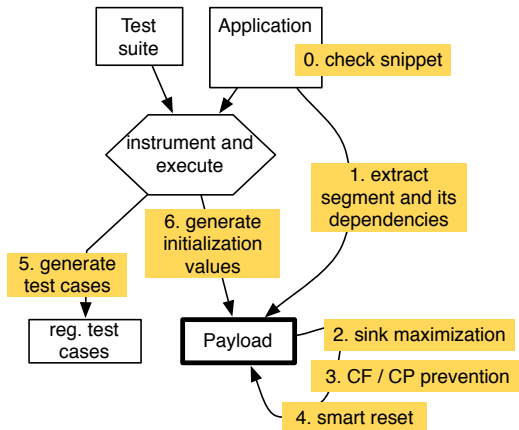 Test
suite
Application
0. check snippet
instrument and
execute
1. extract
segment and its
dependencies
6. generate
initialization
values
5. generate
test cases
reg. test
cases
Payload
2. sink maximization
3. CF / CP prevention
4. smart reset